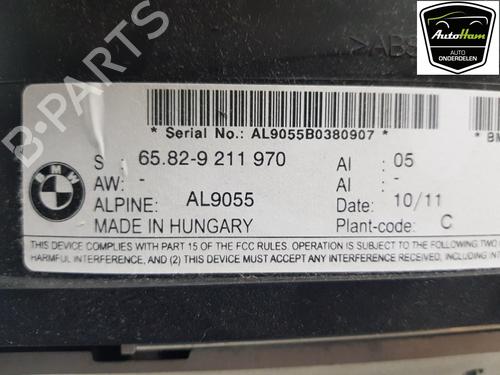 AutoHam
AUTO
ONDERDELEN
>ABS
* Serial No.: AL9055B0380907 *
* BM
BMW
S 65.82-9 211 970 AI : 05
AW: - AI : -
ALPINE: AL9055 Date: 10/11
MADE IN HUNGARY Plant-code: C
THIS DEVICE COMPLIES WITH PART 15 OF THE FCC RULES. OPERATION IS SUBJECT TO THE FOLLOWING TWO
HARMFUL INTERFERENCE, AND (2) THIS DEVICE MUST ACCEPT ANY INTERFERENCE RECEIVED, INCLUDING INTE
B-PARTS